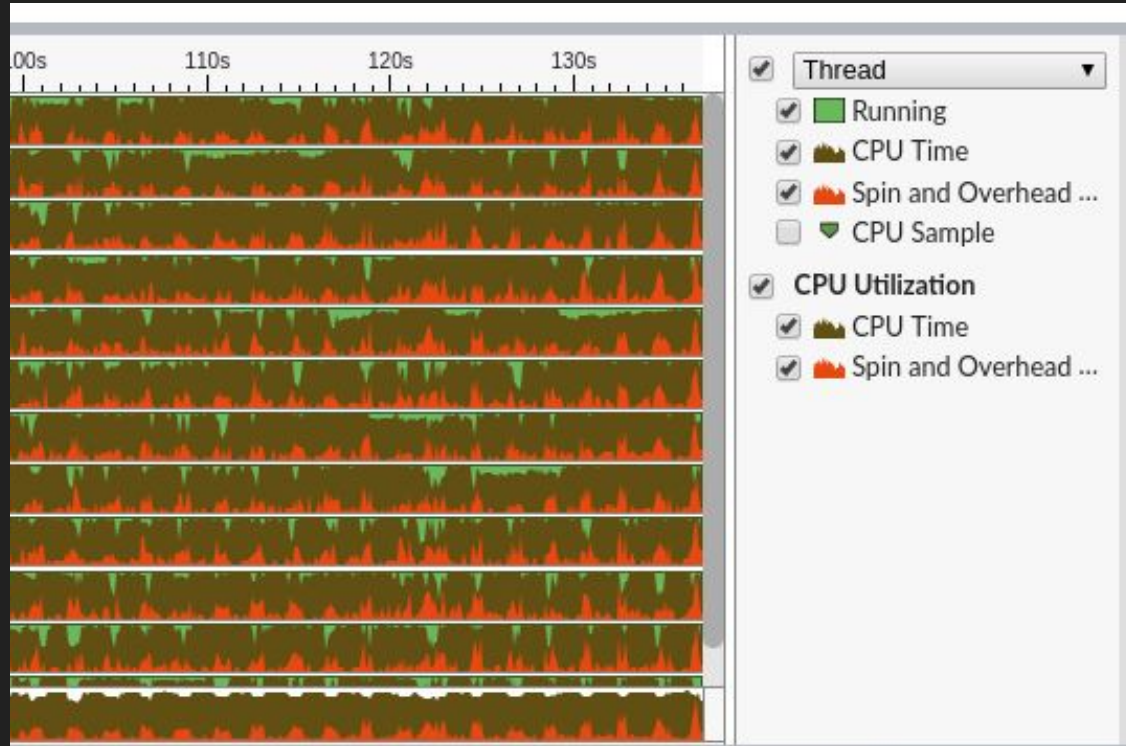 .00s 110s 120s 130s
Thread
Running
CPU Time
Spin and Overhead ...
CPU Sample
CPU Utilization
CPU Time
Spin and Overhead ...